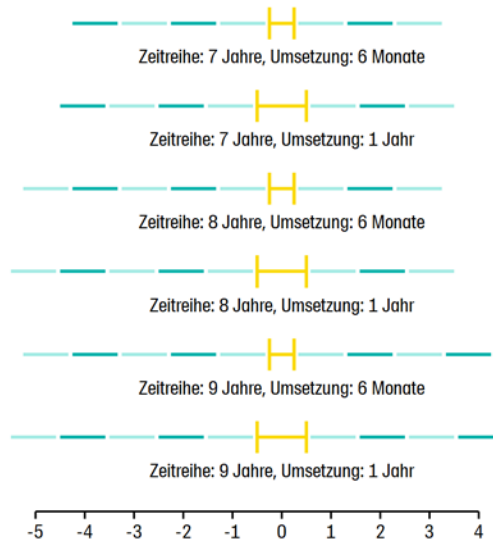 Zeitreihe: 7 Jahre, Umsetzung: 6 Monate
Zeitreihe: 7 Jahre, Umsetzung: 1 Jahr
Zeitreihe: 8 Jahre, Umsetzung: 6 Monate
Zeitreihe: 8 Jahre, Umsetzung: 1 Jahr
Zeitreihe: 9 Jahre, Umsetzung: 6 Monate
Zeitreihe: 9 Jahre, Umsetzung: 1 Jahr
-5 -4 -3 -2 -1 0 1 2 3 4